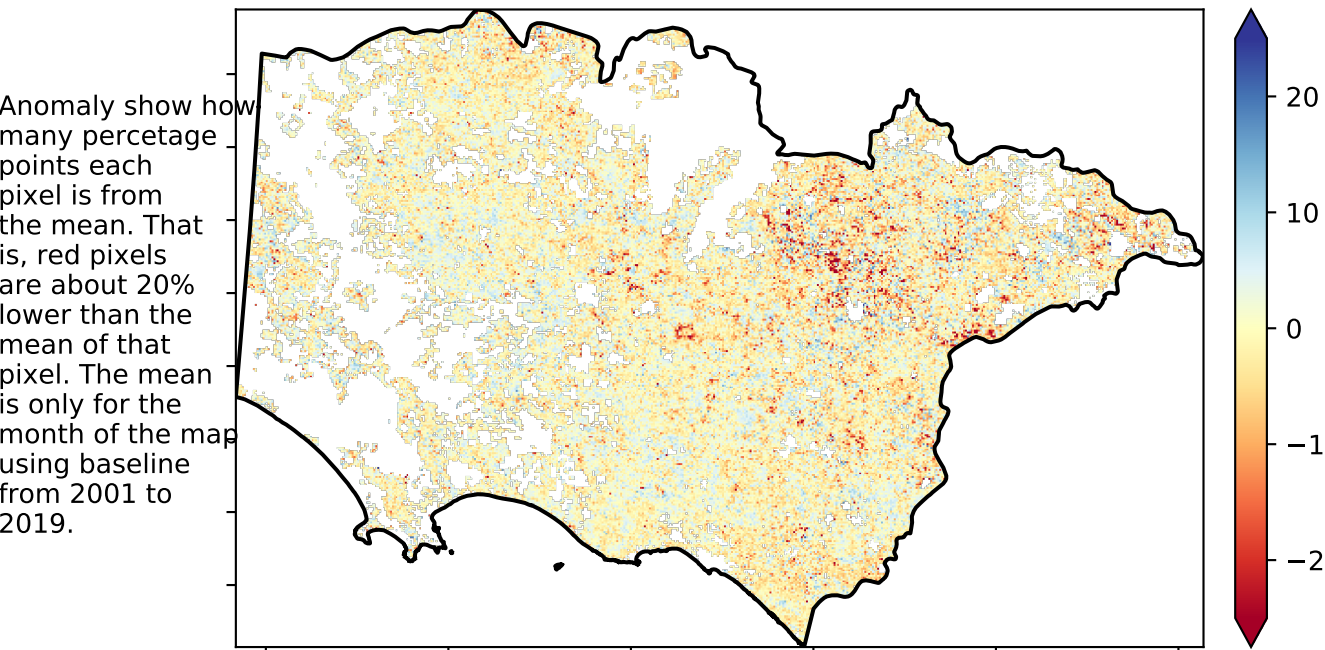 Anomaly show how
many percetage
points each
pixel is from
the mean. That
is, red pixels
are about 20%
lower than the
mean of that
pixel. The mean
is only for the
month of the map
using baseline
from 2001 to
2019.
20
10
0
−1
−2